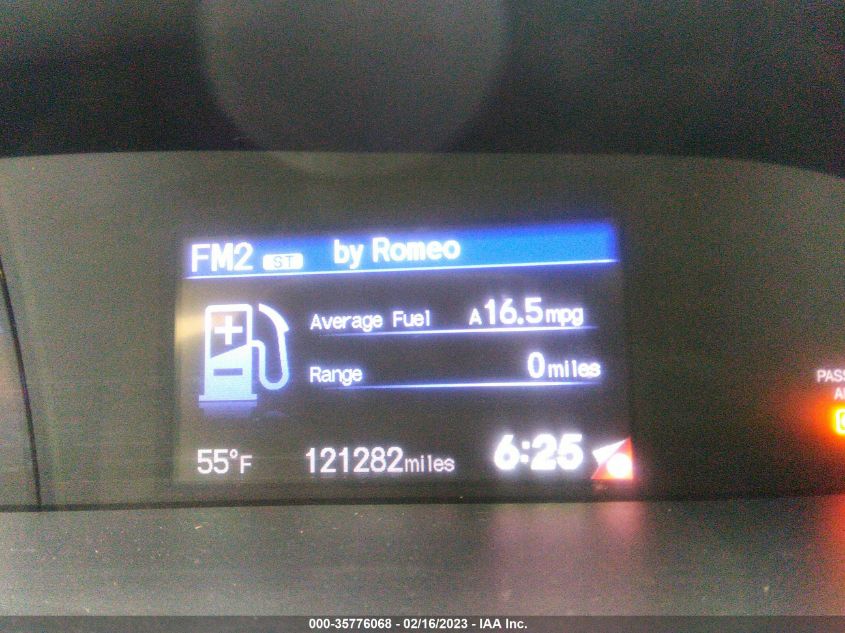 FM2 ST by Romeo
Average Fuel A16.5mpg
Range 0miles
55°F 121282miles 6:25
PASS
000-35776068 - 02/16/2023 - IAA Inc.